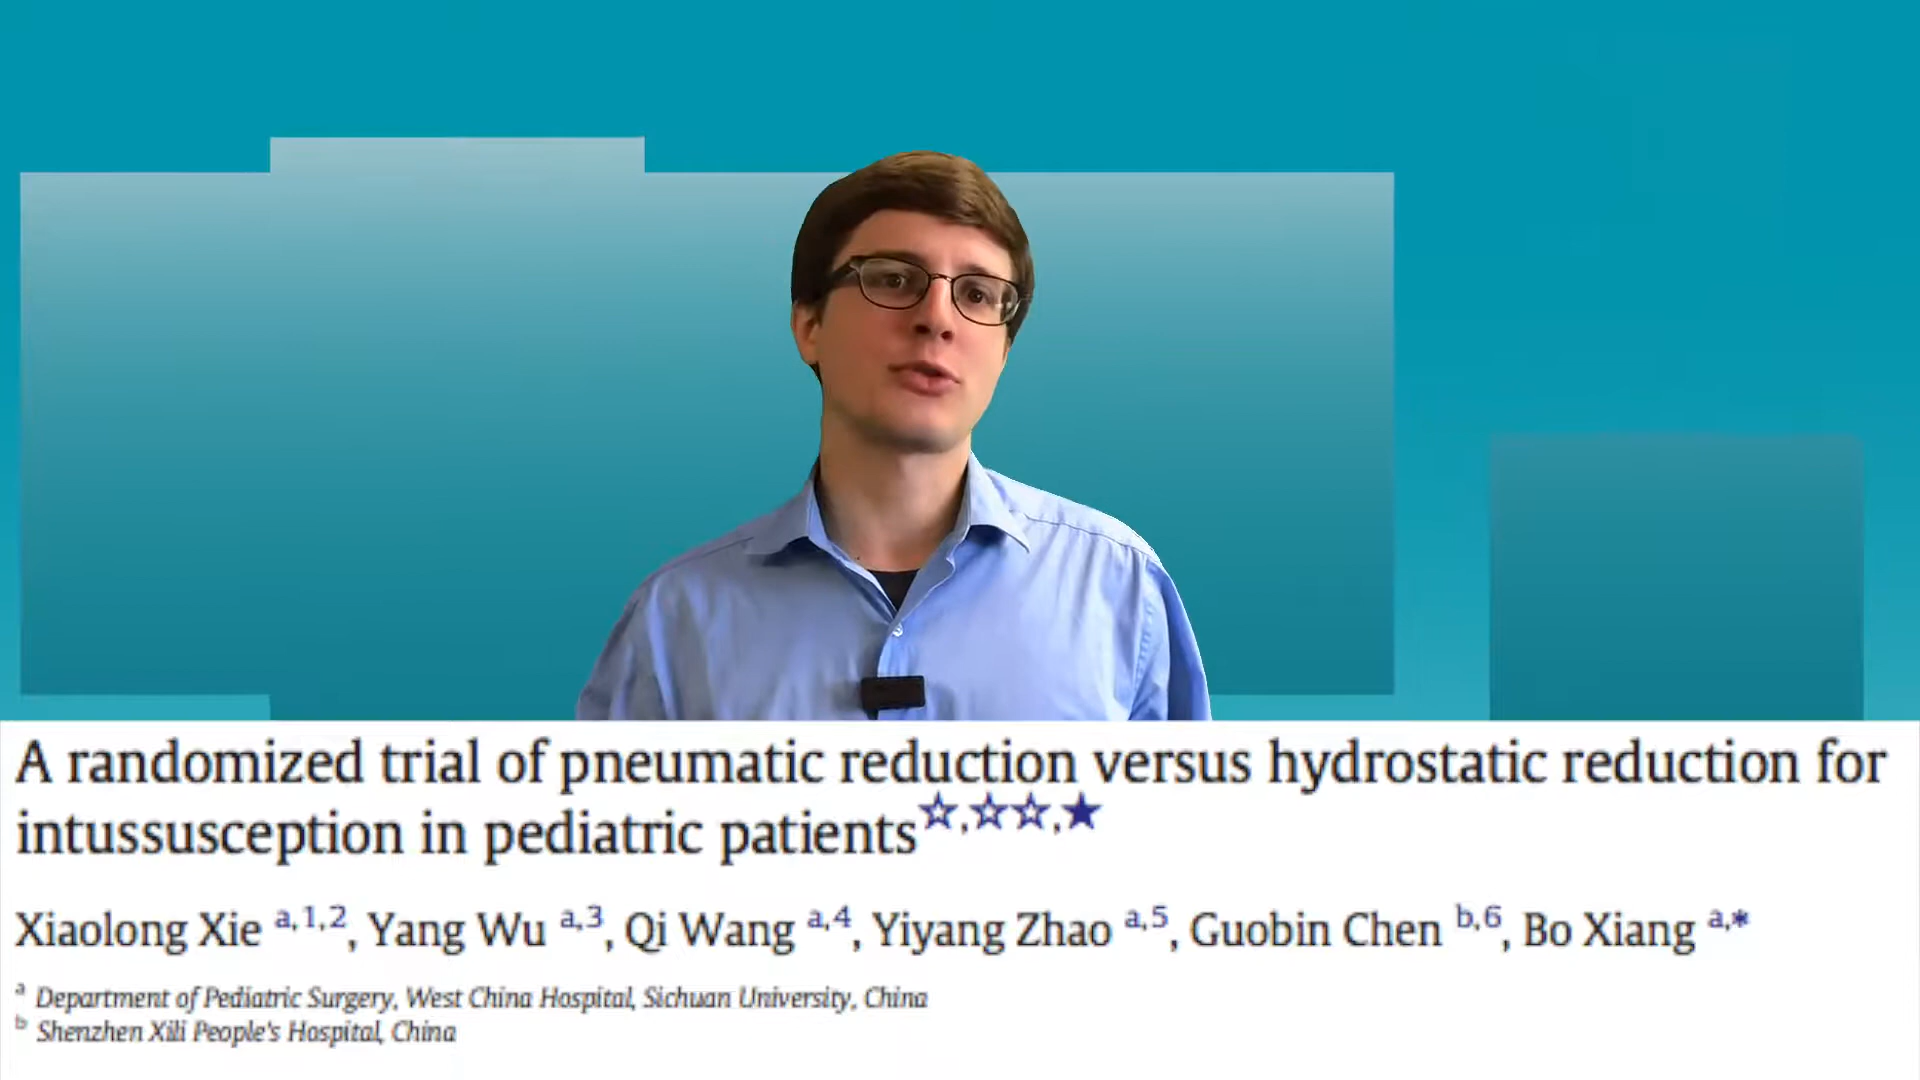 A randomized trial of pneumatic reduction versus hydrostatic reduction for
intussusception in pediatric patients☆,☆☆,★
Xiaolong Xie a,1,2, Yang Wu a,3, Qi Wang a,4, Yiyang Zhao a,5, Guobin Chen b,6, Bo Xiang a,*
a Department of Pediatric Surgery, West China Hospital, Sichuan University, China
b Shenzhen Xili People's Hospital, China